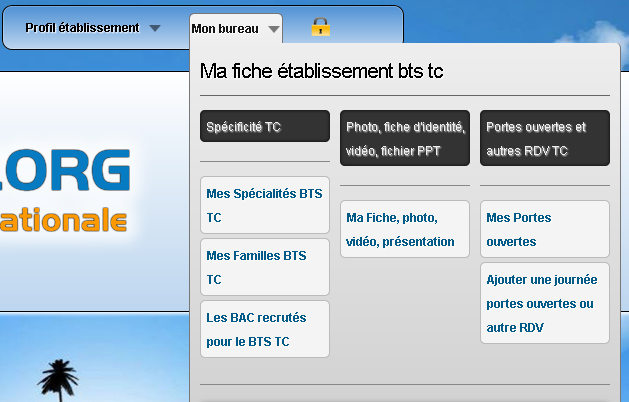 Profil établissement
Mon bureau
Ma fiche établissement bts tc
Spécificité TC
Mes Spécialités BTS
TC
Mes Familles BTS
TC
Les BAC recrutés
pour le BTS TC
Photo, fiche d'identité,
vidéo, fichier PPT
Ma Fiche, photo,
vidéo, présentation
Portes ouvertes et
autres RDV TC
Mes Portes
ouvertes
Ajouter une journée
portes ouvertes ou
autre RDV
.ORG
ationale